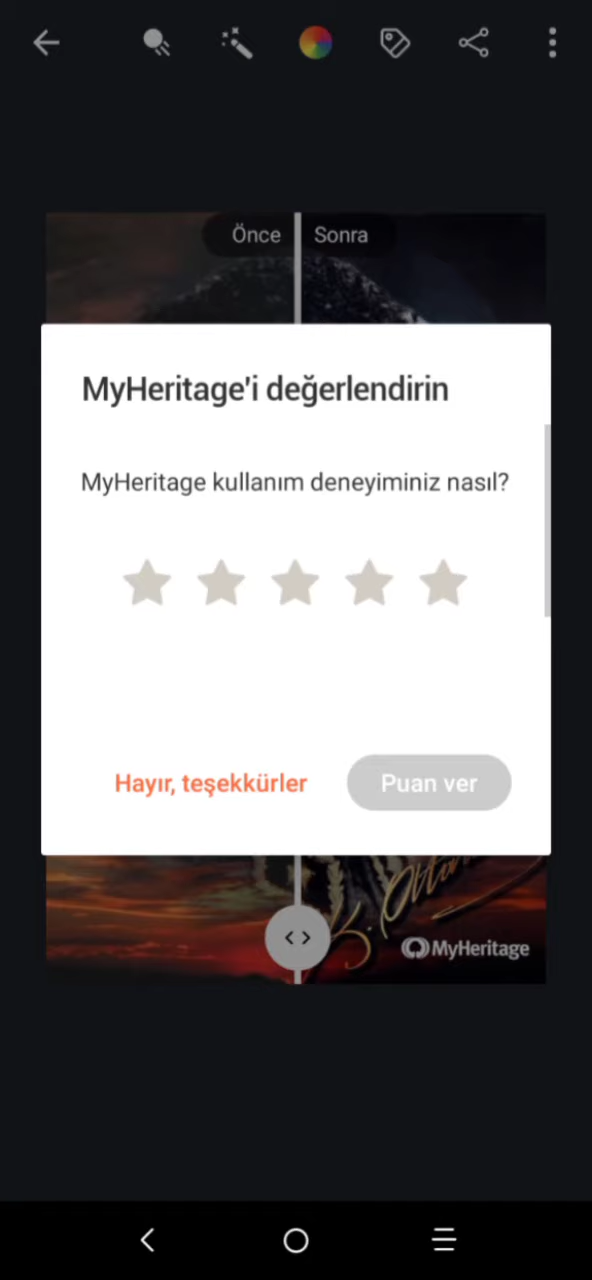 Önce
Sonra
MyHeritage'i değerlendirin
MyHeritage kullanım deneyiminiz nasıl?
Hayır, teşekkürler
Puan ver
MyHeritage